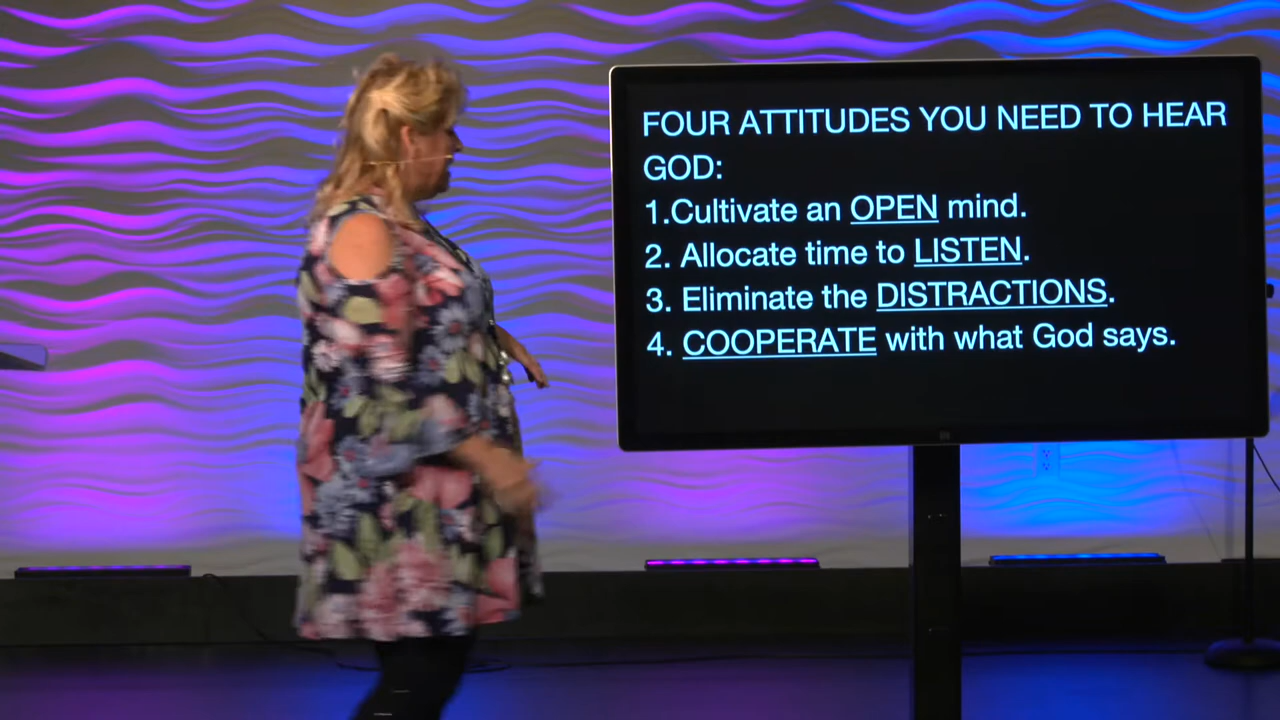 FOUR ATTITUDES YOU NEED TO HEAR
GOD:
1.Cultivate an OPEN mind.
2. Allocate time to LISTEN.
3. Eliminate the DISTRACTIONS.
4. COOPERATE with what God says.